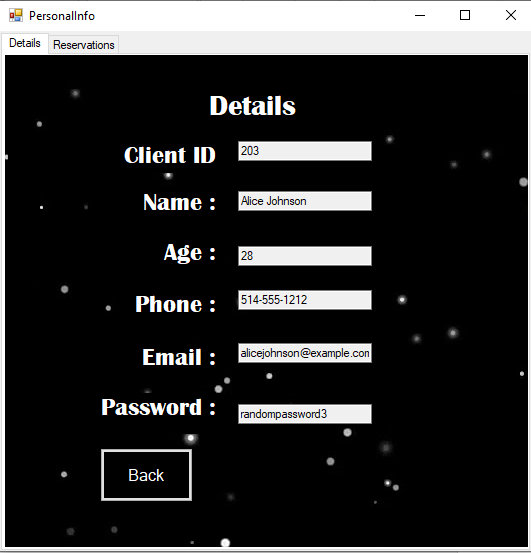 PersonalInfo
Details Reservations
Details
Client ID 203
Name : Alice Johnson
Age : 28
Phone : 514-555-1212
Email : alicejohnson@example.com
Password : randompassword3
Back